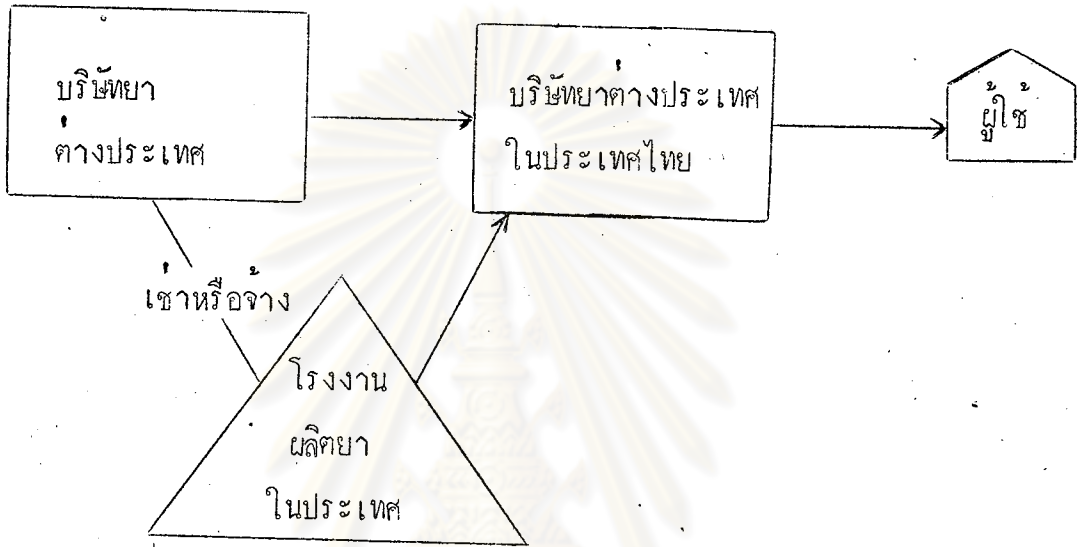 บริษัทยา
ต่างประเทศ
บริษัทยาต่างประเทศ
ในประเทศไทย
ผู้ใช้
เช่าหรือจ้าง
โรงงาน
ผลิตยา
ในประเทศ